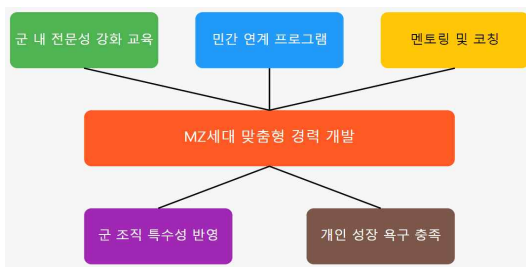 군 내 전문성 강화 교육
민간 연계 프로그램
멘토링 및 코칭
MZ세대 맞춤형 경력 개발
군 조직 특수성 반영
개인 성장 욕구 충족